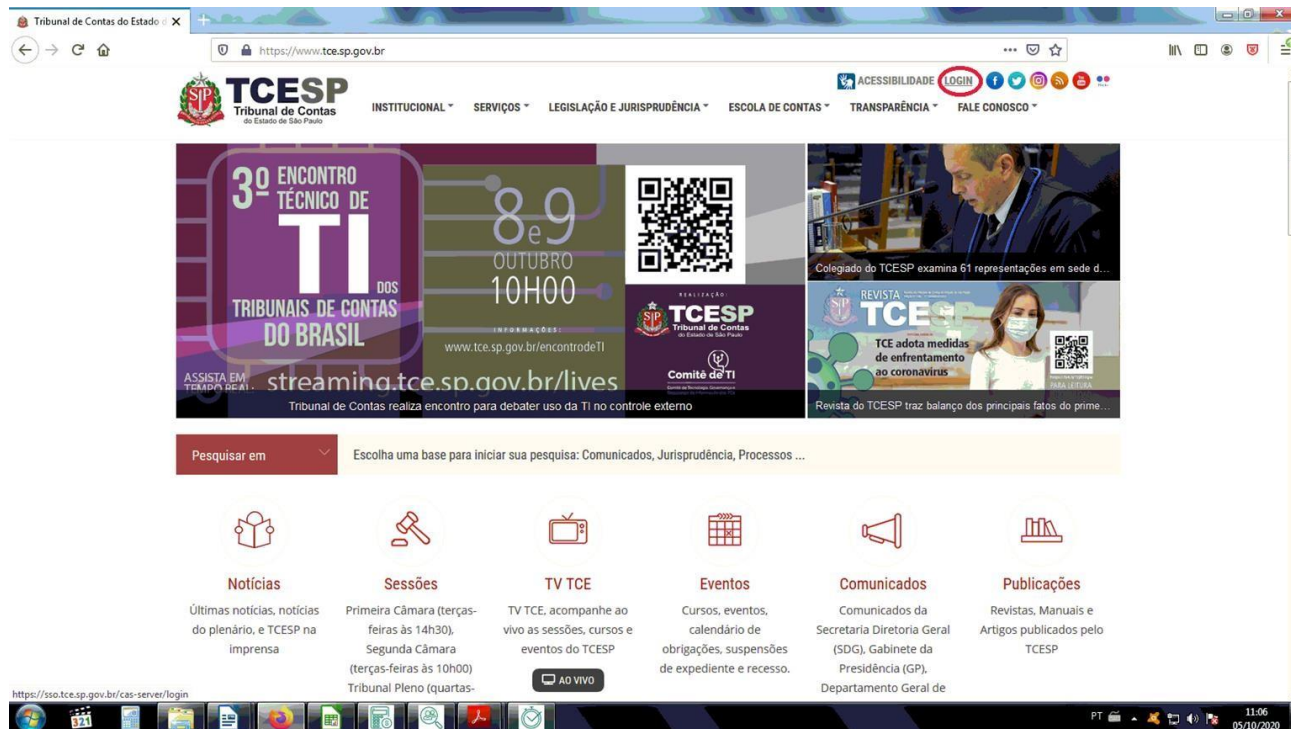 Tribunal de Contas do Estado d
https://www.tce.sp.gov.br
TCESP
Tribunal de Contas
do Estado de São Paulo
ACESSIBILIDADE LOGIN
INSTITUCIONAL SERVIÇOS LEGISLAÇÃO E JURISPRUDÊNCIA ESCOLA DE CONTAS TRANSPARÊNCIA FALE CONOSCO
3º ENCONTRO
TÉCNICO DE
TI
DOS
TRIBUNAIS DE CONTAS
DO BRASIL
8 e 9
OUTUBRO
10H00
INFORMAÇÕES:
www.tce.sp.gov.br/encontrodeTI
REALIZAÇÃO:
TCESP
Tribunal de Contas
do Estado de São Paulo
Comitê de TI
ASSISTA EM
TEMPO REAL: streaming.tce.sp.gov.br/lives
Tribunal de Contas realiza encontro para debater uso da TI no controle externo
Colegiado do TCESP examina 61 representações em sede d...
REVISTA
TCESP
TCE adota medidas
de enfrentamento
ao coronavírus
PARA LEITURA
Revista do TCESP traz balanço dos principais fatos do prime...
Pesquisar em
Escolha uma base para iniciar sua pesquisa: Comunicados, Jurisprudência, Processos ...
Notícias
Últimas notícias, notícias
do plenário, e TCESP na
imprensa
Sessões
Primeira Câmara (terças-
feiras às 14h30),
Segunda Câmara
(terças-feiras às 10h00)
Tribunal Pleno (quartas-
TV TCE
TV TCE, acompanhe ao
vivo as sessões, cursos e
eventos do TCESP
AO VIVO
Eventos
Cursos, eventos,
calendário de
obrigações, suspensões
de expediente e recesso.
Comunicados
Comunicados da
Secretaria Diretoria Geral
(SDG), Gabinete da
Presidência (GP),
Departamento Geral de
Publicações
Revistas, Manuais e
Artigos publicados pelo
TCESP
https://sso.tce.sp.gov.br/cas-server/login
321
PT
11:06
05/10/2020